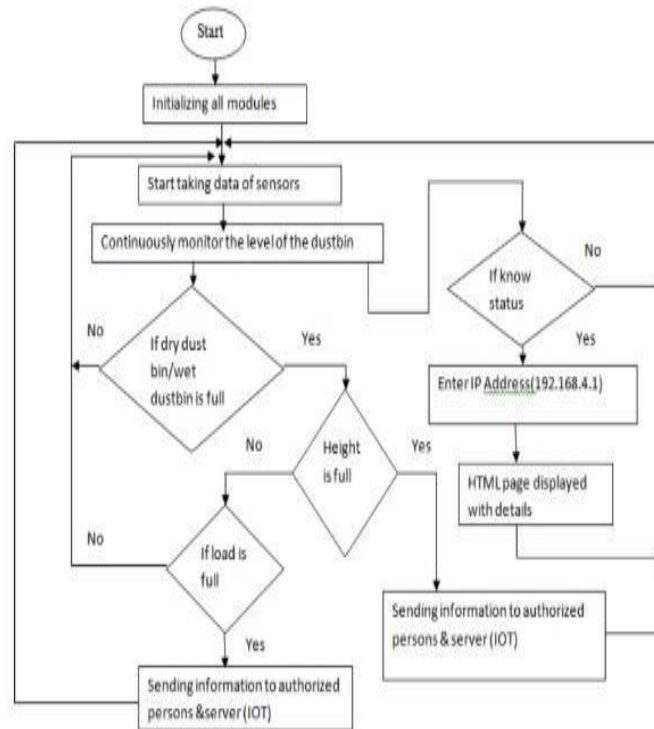 Start
Initializing all modules
Start taking data of sensors
Continuously monitor the level of the dustbin
If know
status
No
Yes
No
If dry dust
bin/wet
dustbin is full
Yes
Enter IP Address(192.168.4.1)
No
Height
is full
Yes
HTML page displayed
with details
No
If load is
full
Yes
Sending information to authorized
persons & server (IOT)
Sending information to authorized
persons &server (IOT)